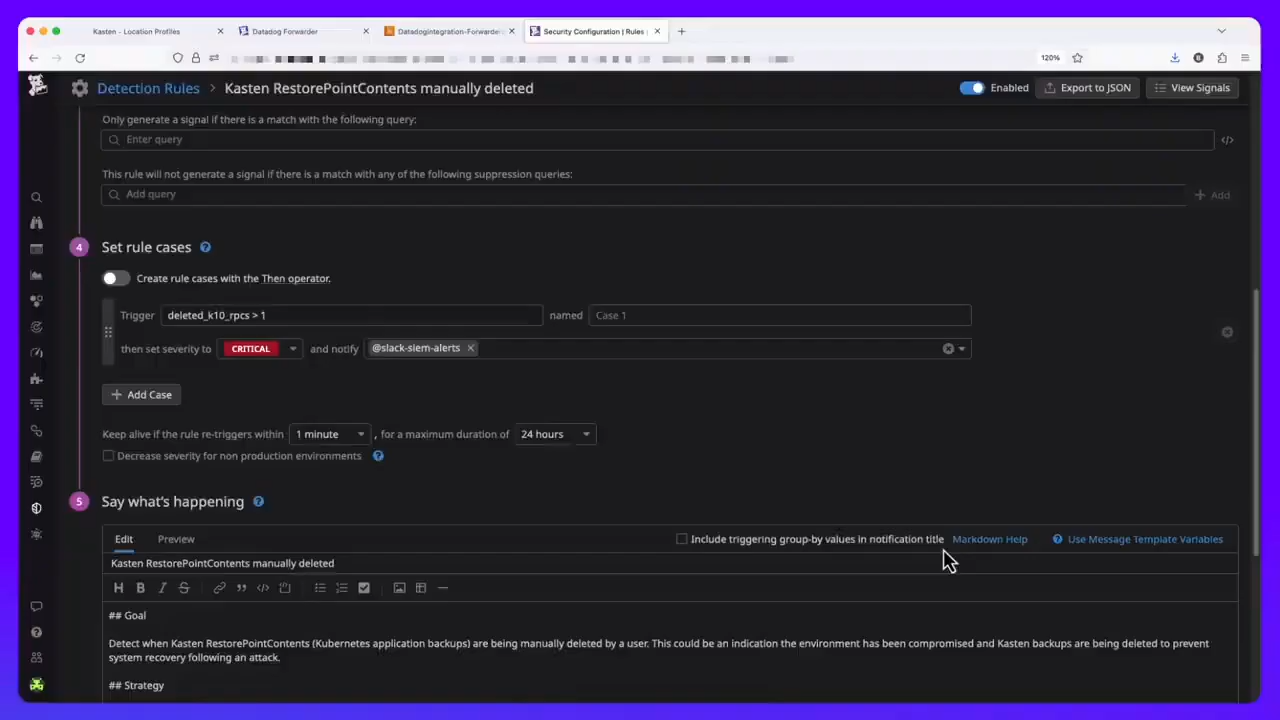 Kasten - Location Profiles
Datadog Forwarder
DatadogIntegration-Forwarder
Security Configuration | Rules |
120%
Detection Rules > Kasten RestorePointContents manually deleted
Enabled
Export to JSON
View Signals
Only generate a signal if there is a match with the following query:
Enter query
This rule will not generate a signal if there is a match with any of the following suppression queries:
Add query
+ Add
4 Set rule cases
Create rule cases with the Then operator.
Trigger deleted_k10_rpcs > 1 named Case 1
then set severity to CRITICAL and notify @slack-siem-alerts
+ Add Case
Keep alive if the rule re-triggers within 1 minute , for a maximum duration of 24 hours
Decrease severity for non production environments
5 Say what's happening
Edit Preview Include triggering group-by values in notification title Markdown Help Use Message Template Variables
Kasten RestorePointContents manually deleted
## Goal
Detect when Kasten RestorePointContents (Kubernetes application backups) are being manually deleted by a user. This could be an indication the environment has been compromised and Kasten backups are being deleted to prevent
system recovery following an attack.
## Strategy